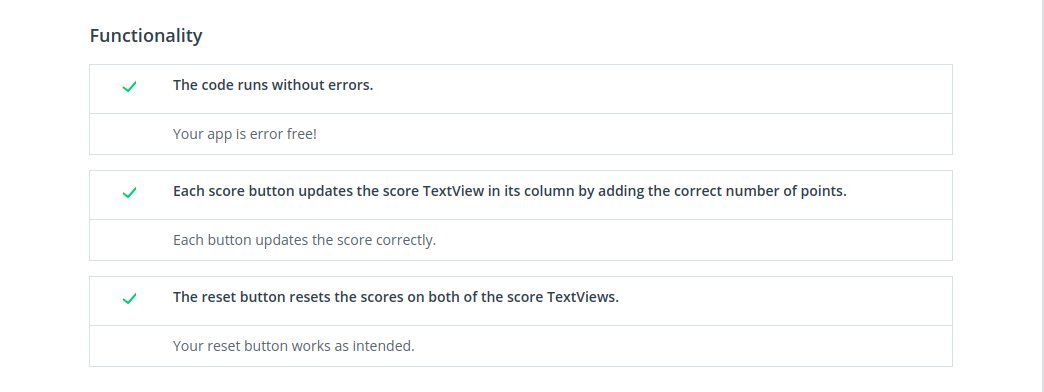 Functionality
The code runs without errors.
Your app is error free!
Each score button updates the score TextView in its column by adding the correct number of points.
Each button updates the score correctly.
The reset button resets the scores on both of the score TextViews.
Your reset button works as intended.